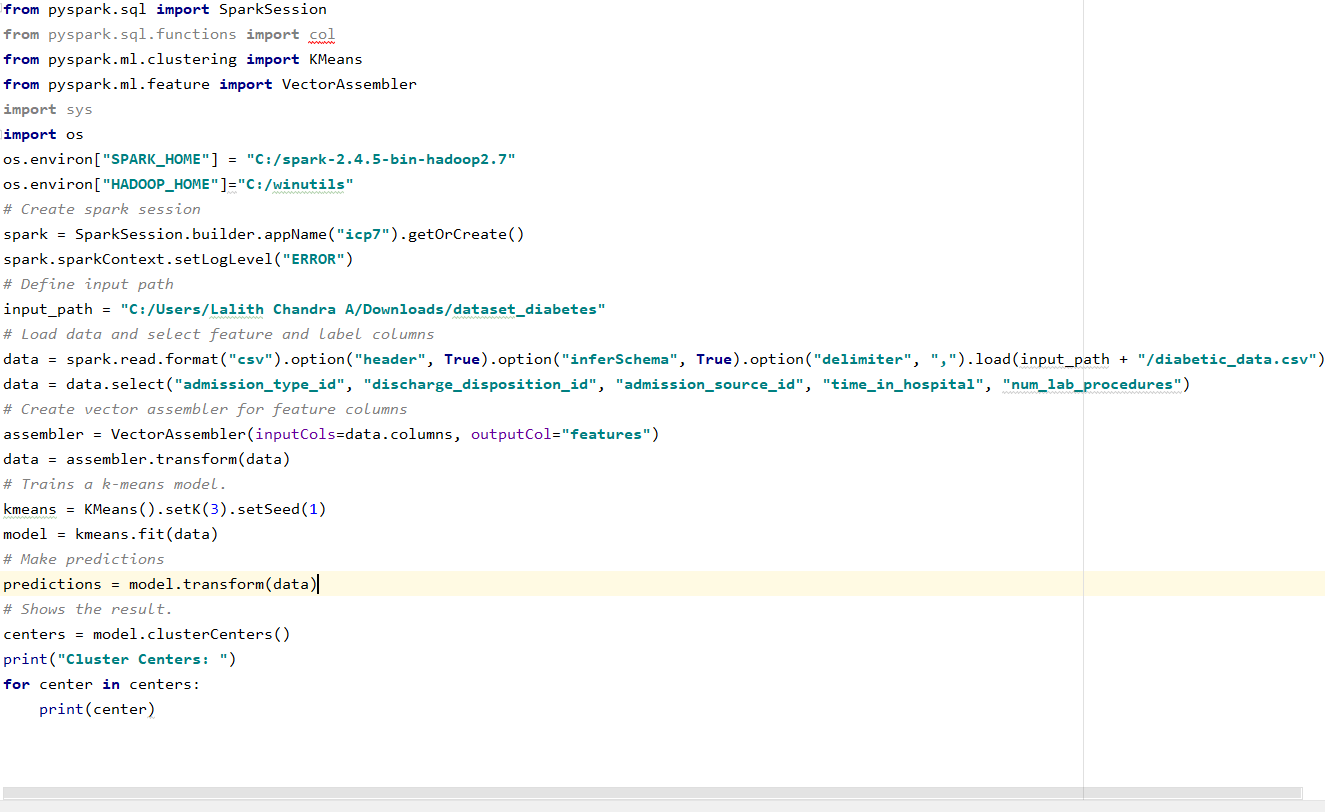 from pyspark.sql import SparkSession
from pyspark.sql.functions import col
from pyspark.ml.clustering import KMeans
from pyspark.ml.feature import VectorAssembler
import sys
import os
os.environ["SPARK_HOME"] = "C:/spark-2.4.5-bin-hadoop2.7"
os.environ["HADOOP_HOME"]="C:/winutils"
# Create spark session
spark = SparkSession.builder.appName("icp7").getOrCreate()
spark.sparkContext.setLogLevel("ERROR")
# Define input path
input_path = "C:/Users/Lalith Chandra A/Downloads/dataset_diabetes"
# Load data and select feature and label columns
data = spark.read.format("csv").option("header", True).option("inferSchema", True).option("delimiter", ",").load(input_path + "/diabetic_data.csv")
data = data.select("admission_type_id", "discharge_disposition_id", "admission_source_id", "time_in_hospital", "num_lab_procedures")
# Create vector assembler for feature columns
assembler = VectorAssembler(inputCols=data.columns, outputCol="features")
data = assembler.transform(data)
# Trains a k-means model.
kmeans = KMeans().setK(3).setSeed(1)
model = kmeans.fit(data)
# Make predictions
predictions = model.transform(data)
# Shows the result.
centers = model.clusterCenters()
print("Cluster Centers: ")
for center in centers:
    print(center)